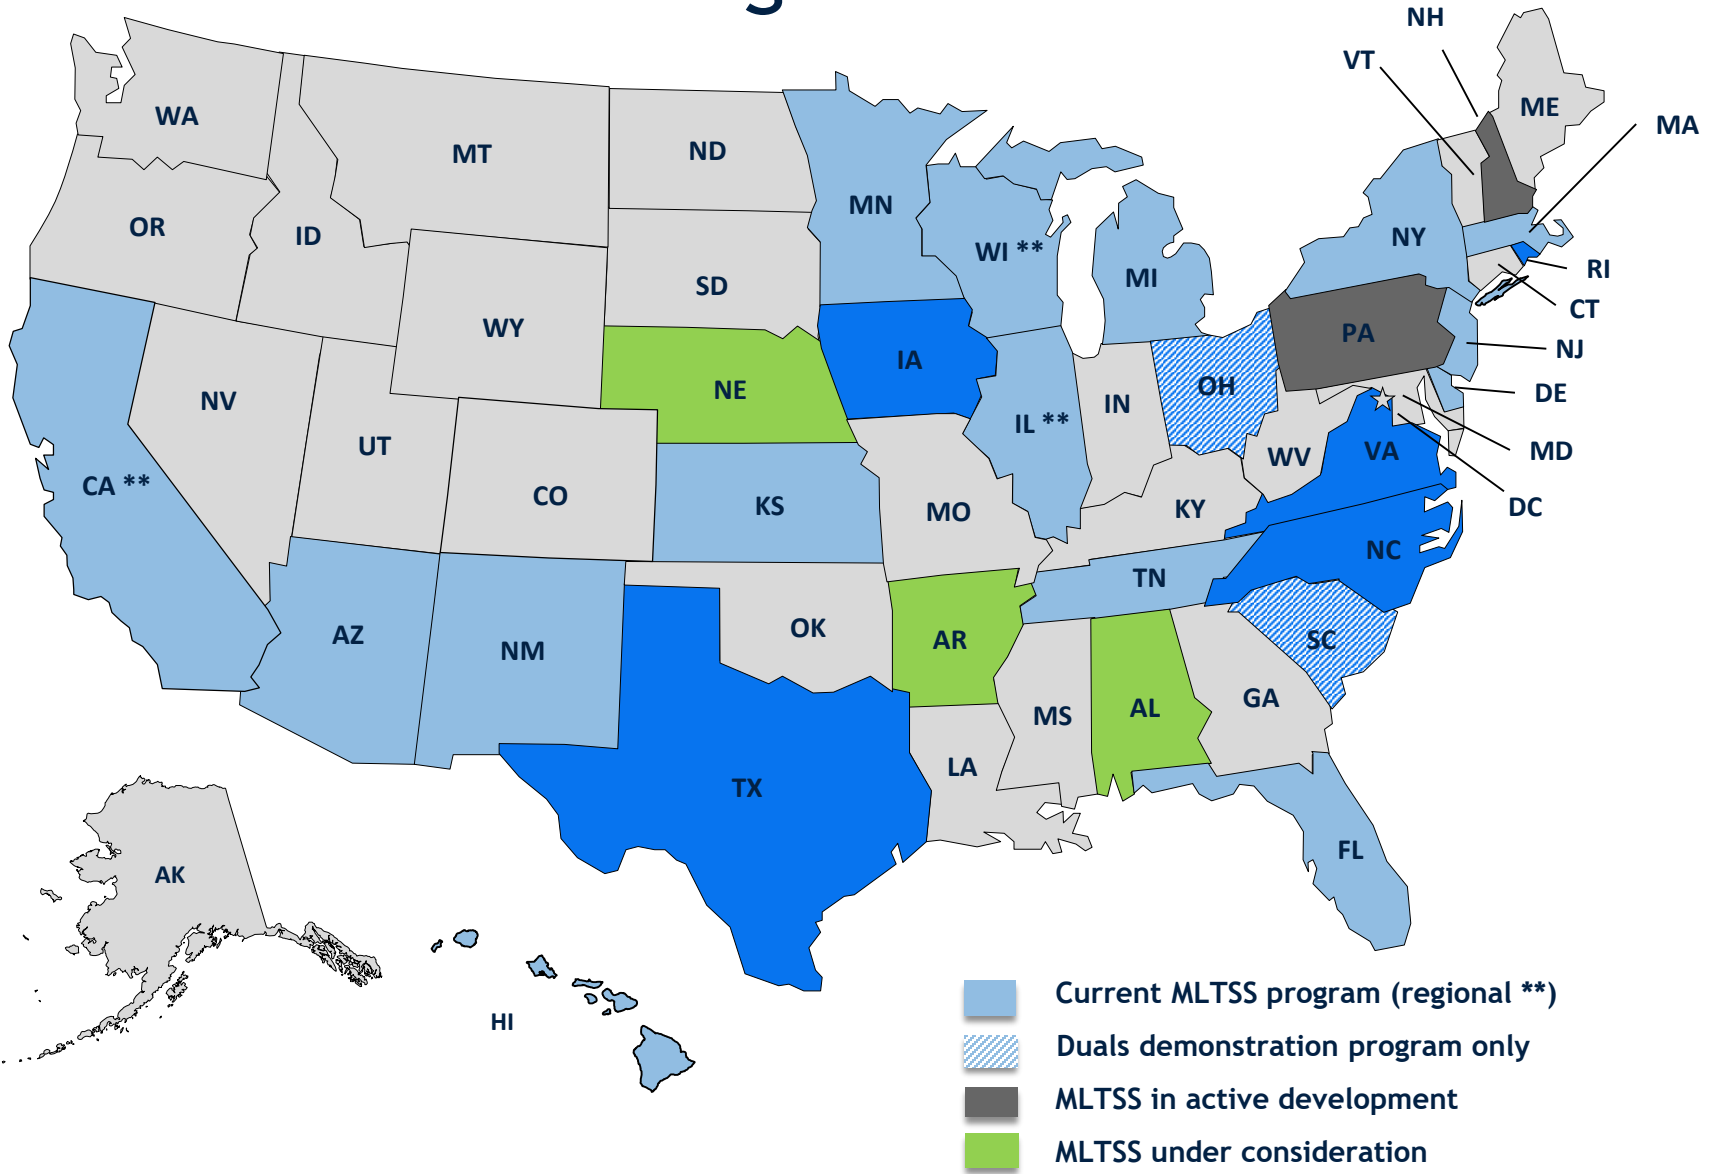 NH
VT
ME
MA
WA
MT
ND
MN
OR
ID
WI **
NY
MI
RI
SD
CT
WY
PA
NJ
IA
NE
OH
DE
NV
IN
IL **
UT
VA
MD
WV
CA **
CO
KS
MO
KY
DC
NC
TN
AZ
NM
OK
AR
SC
MS
AL
GA
LA
TX
FL
AK
HI
Current MLTSS program (regional **)
Duals demonstration program only
MLTSS in active development
MLTSS under consideration